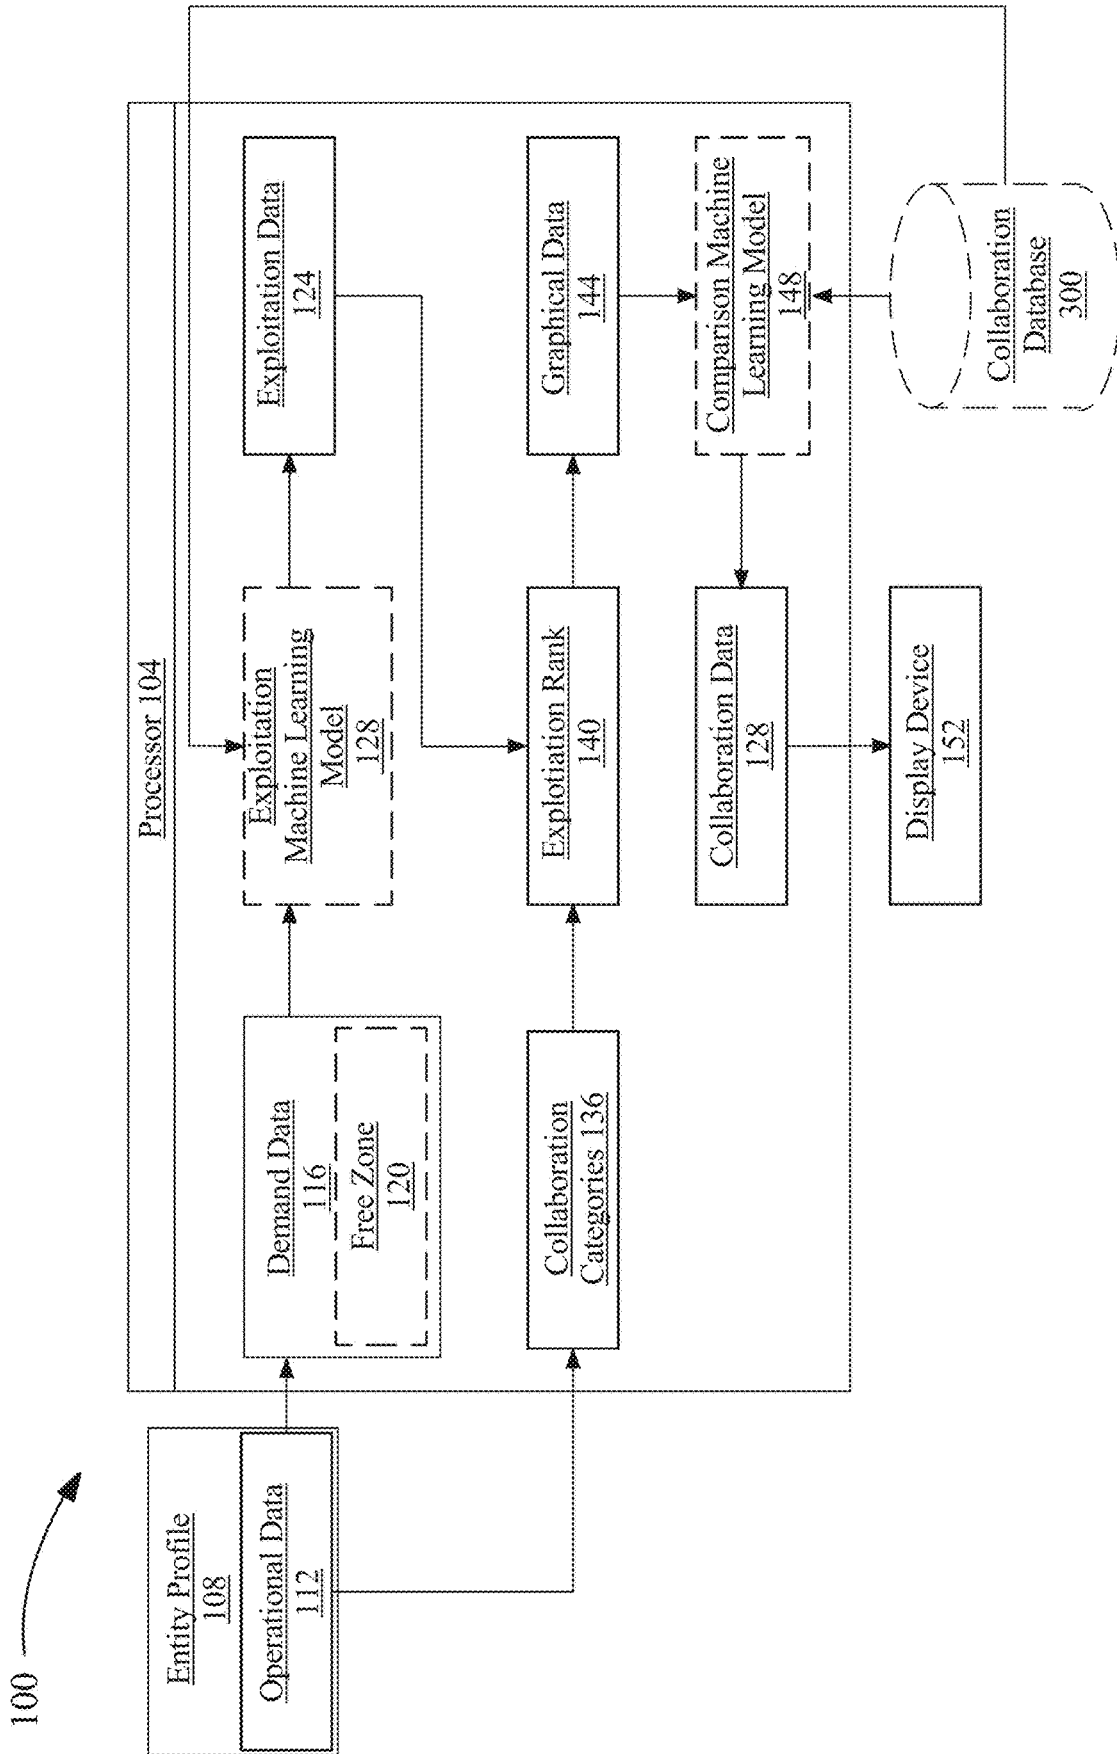 100
Entity Profile
108
Operational Data
112
Processor 104
Demand Data
116
Free Zone
120
Exploitation
Machine Learning
Model
128
Exploitation Data
124
Collaboration
Categories 136
Explotiation Rank
140
Graphical Data
144
Collaboration Data
128
Comparison Machine
Learning Model
148
Display Device
152
Collaboration
Database
300